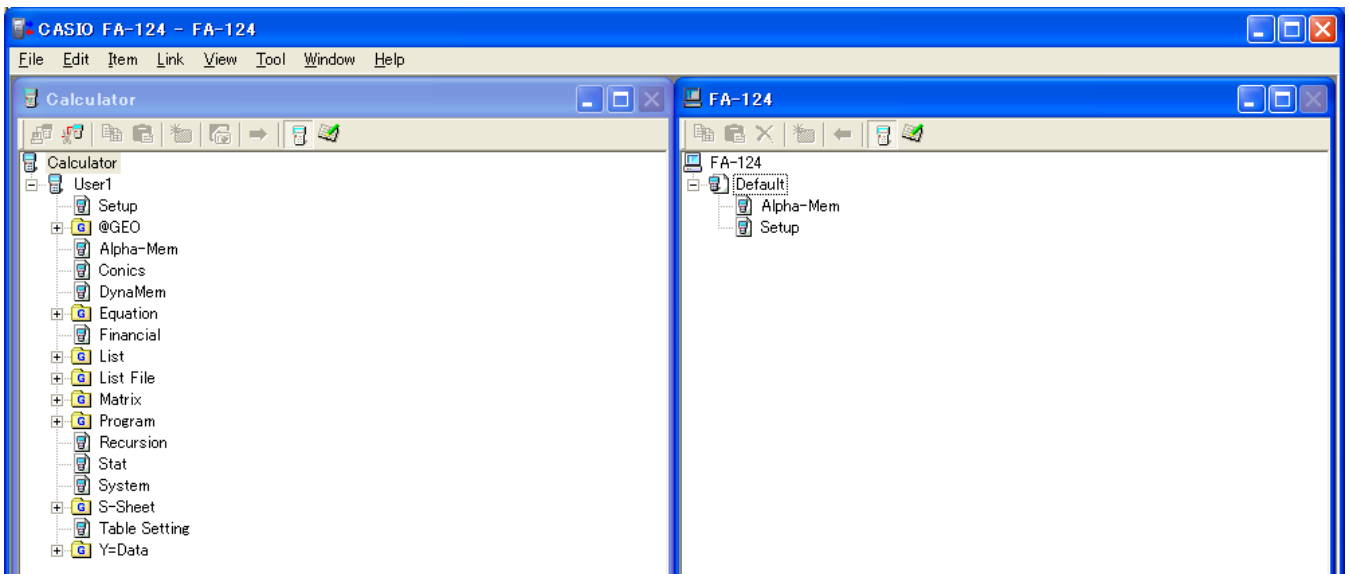 CASIO FA-124 - FA-124
File Edit Item Link View Tool Window Help
Calculator
Calculator
User1
Setup
G @GEO
Alpha-Mem
Conics
DynaMem
G Equation
Financial
G List
G List File
G Matrix
G Program
Recursion
Stat
System
G S-Sheet
Table Setting
G Y=Data
FA-124
FA-124
Default
Alpha-Mem
Setup